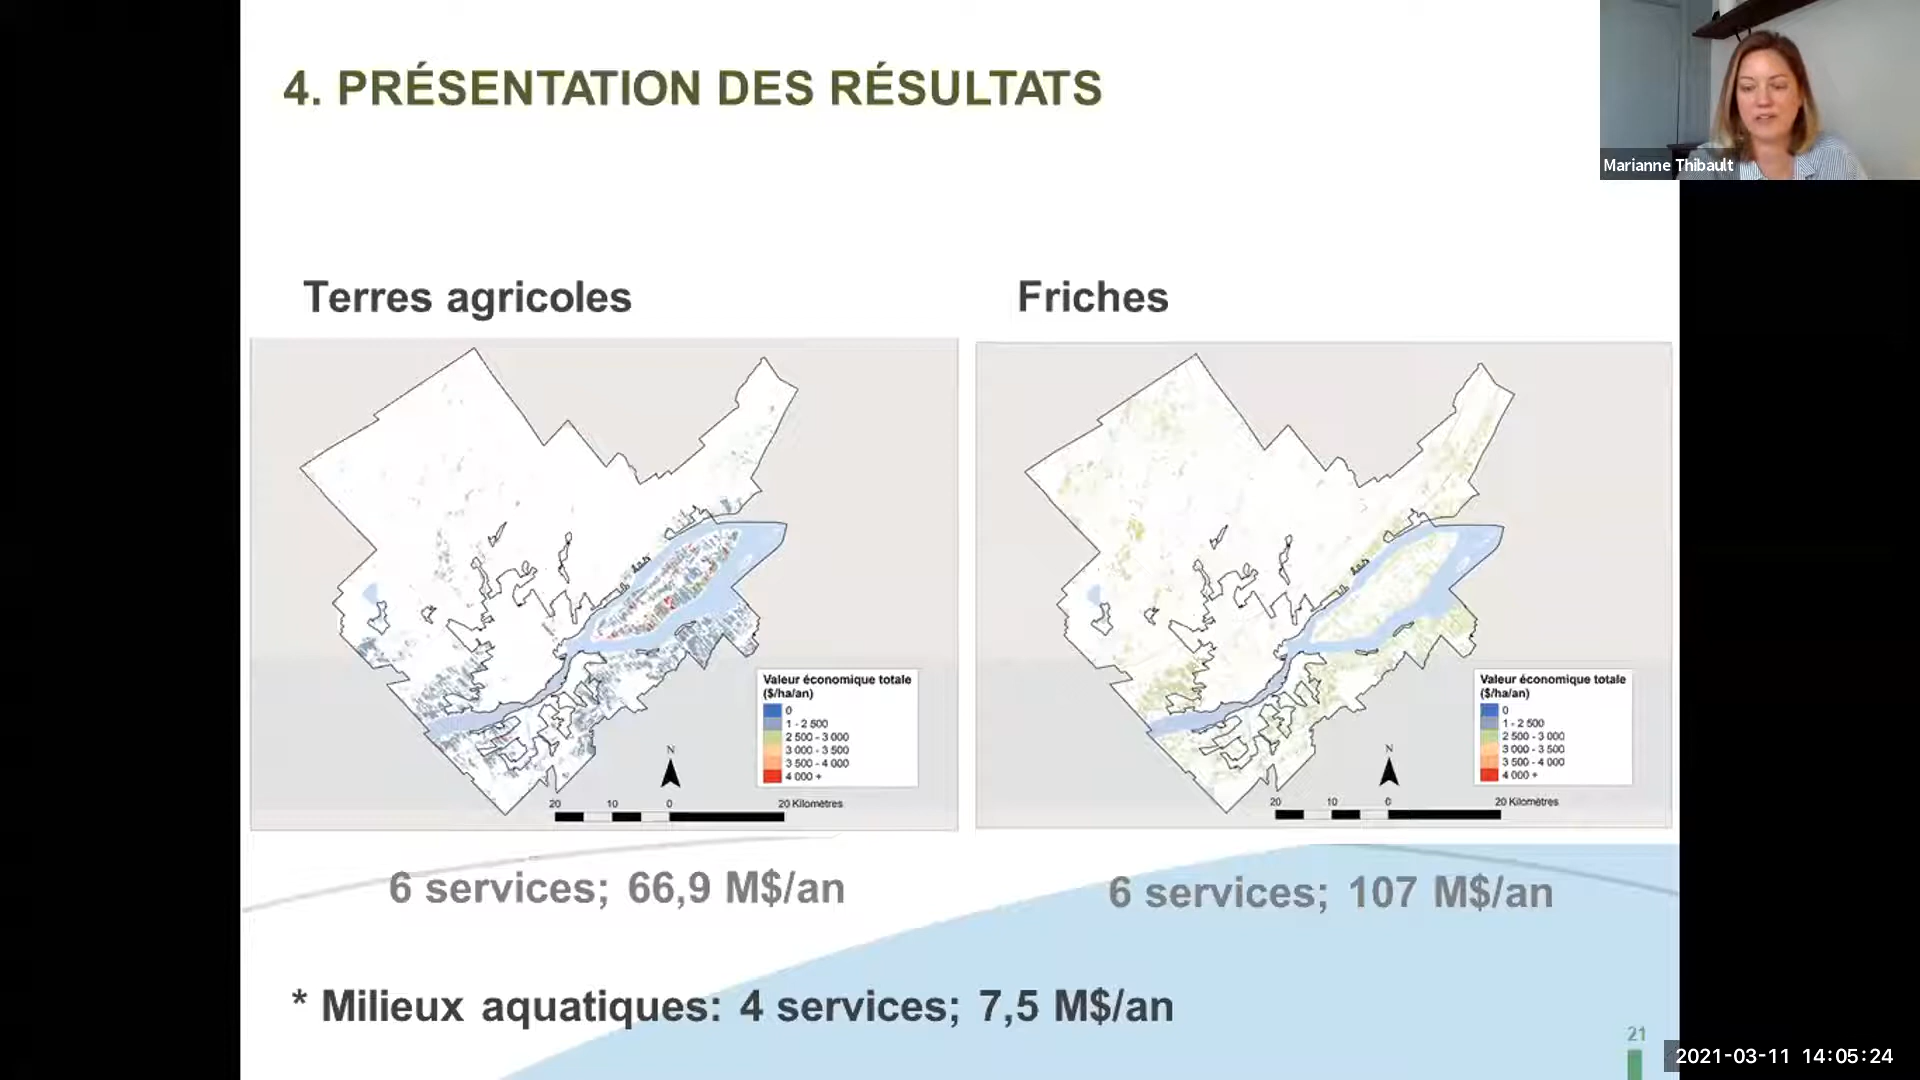 4. PRÉSENTATION DES RÉSULTATS
Marianne Thibault
Terres agricoles
Friches
Valeur économique totale
($/ha/an)
0
1 - 2 500
2 500 - 3 000
3 000 - 3 500
3 500 - 4 000
4 000 +
N
20 10 0 20 Kilomètres
Valeur économique totale
($/ha/an)
0
1 - 2 500
2 500 - 3 000
3 000 - 3 500
3 500 - 4 000
4 000 +
N
20 10 0 20 Kilomètres
6 services; 66,9 M$/an
6 services; 107 M$/an
* Milieux aquatiques: 4 services; 7,5 M$/an
21
2021-03-11 14:05:24